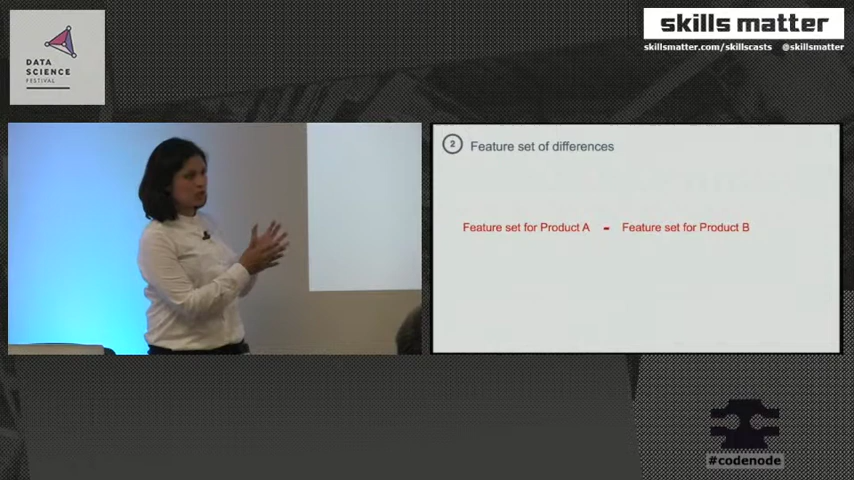 skills matter
skillsmatter.com/skillscasts @skillsmatter
DATA
SCIENCE
FESTIVAL
2 Feature set of differences
Feature set for Product A - Feature set for Product B
#codenode